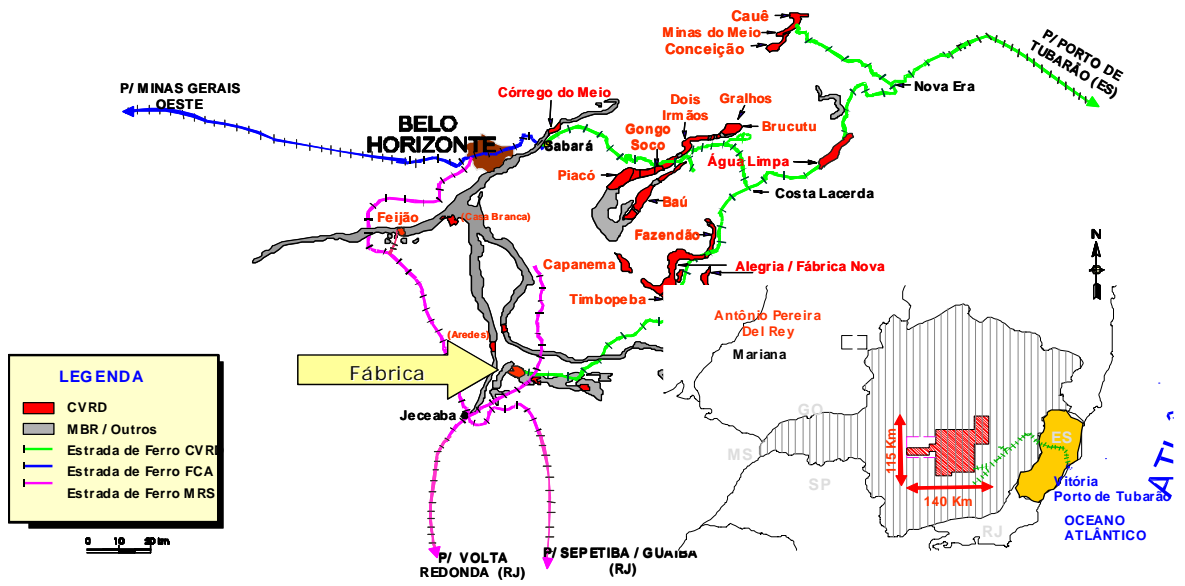 Cauê
Minas do Meio
Conceição
P/ PORTO DE
TUBARÃO (ES)
Nova Era
P/ MINAS GERAIS
OESTE
Córrego do Meio
Dois
Irmãos
Gralhos
BELO
HORIZONTE
Gongo
Soco
Brucutu
Sabará
Água Limpa
Piacó
Costa Lacerda
Baú
Feijão
(Casa Branca)
Fazendão
N
Capanema
Alegria / Fábrica Nova
Timbopeba
Antônio Pereira
Del Rey
(Aredes)
Mariana
Fábrica
LEGENDA
CVRD
MBR / Outros
Estrada de Ferro CVRD
Estrada de Ferro FCA
Estrada de Ferro MRS
Jeceaba
GO
MS
SP
ES
RJ
115 Km
140 Km
Vitória
Porto de Tubarão
OCEANO
ATLÂNTICO
0 10 20 km
P/ VOLTA
REDONDA (RJ)
P/ SEPETIBA / GUAIBA
(RJ)